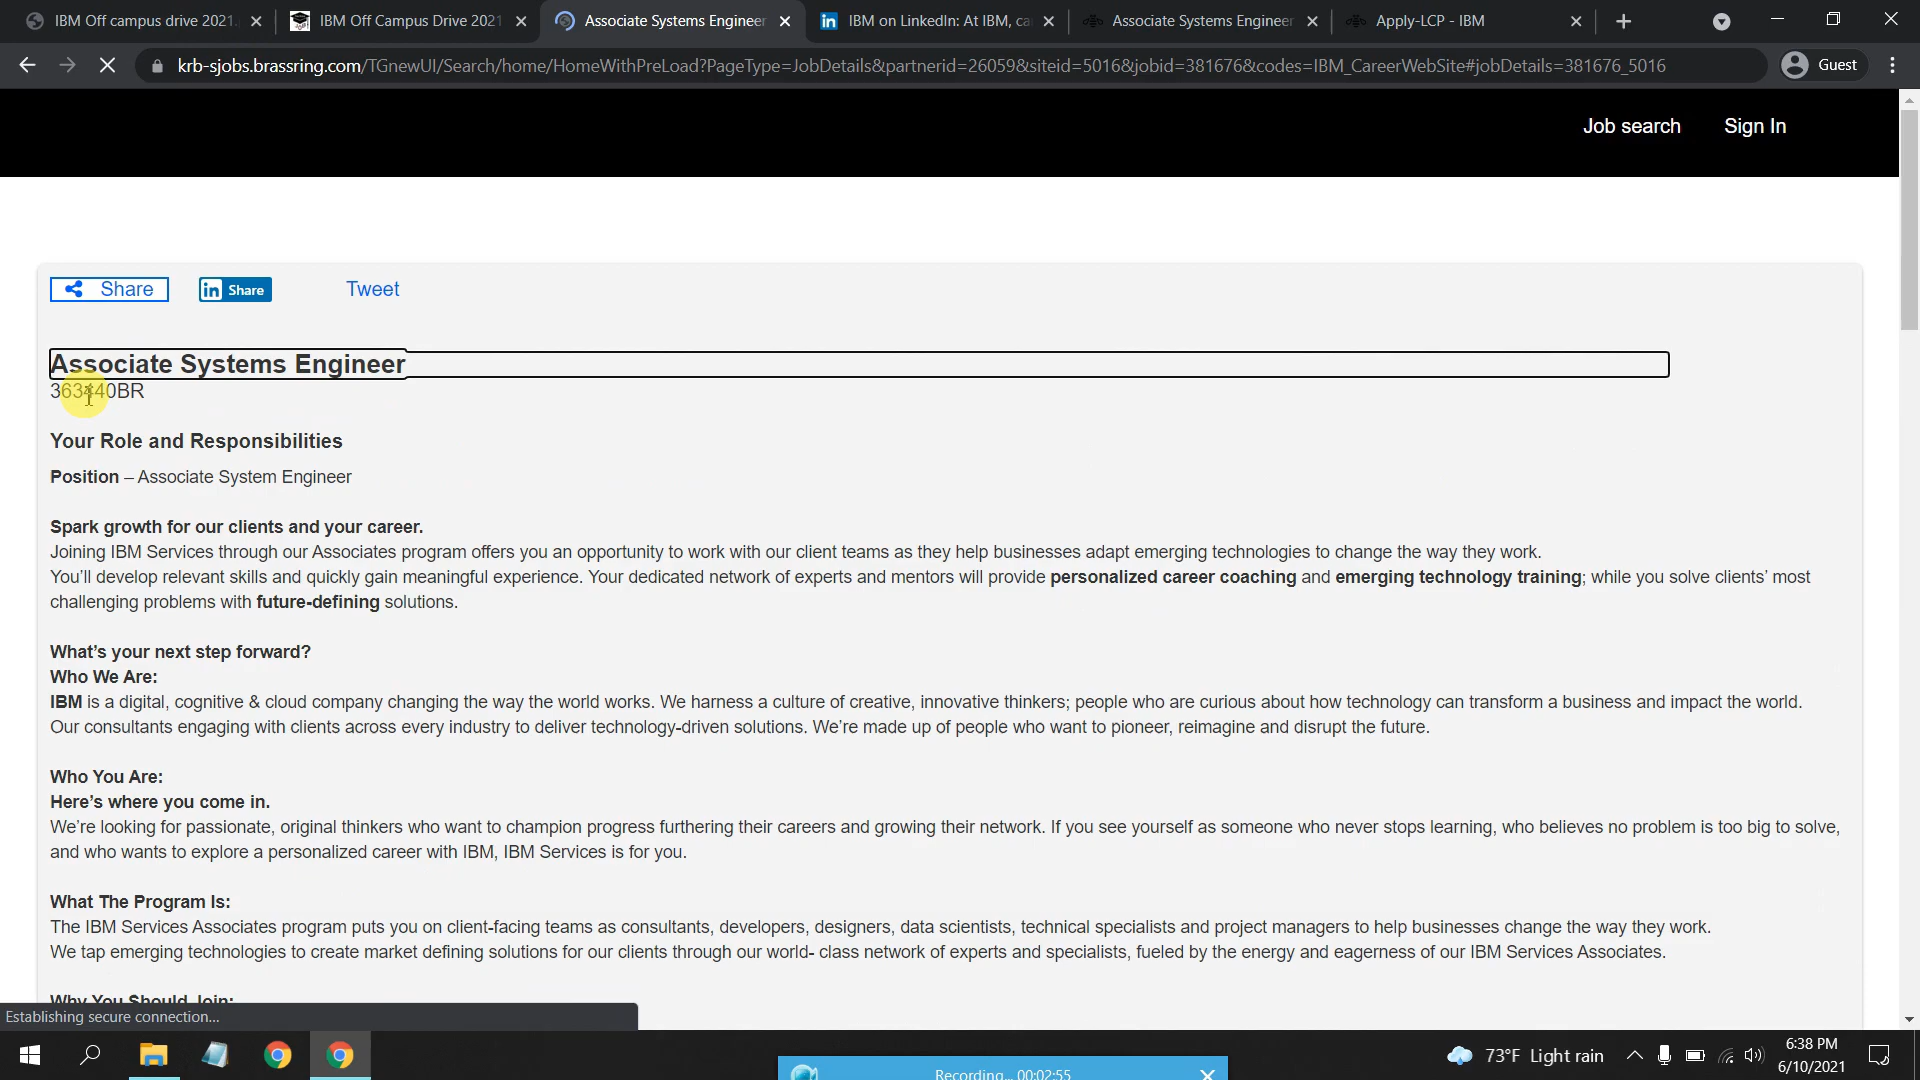 IBM Off campus drive 2021
IBM Off Campus Drive 2021
Associate Systems Engineer
IBM on LinkedIn: At IBM, ca
Associate Systems Engineer
Apply-LCP - IBM
krb-sjobs.brassring.com/TGnewUI/Search/home/HomeWithPreLoad?PageType=JobDetails&partnerid=26059&siteid=5016&jobid=381676&codes=IBM_CareerWebSite#jobDetails=381676_5016
Guest
Job search
Sign In
Share
in Share
Tweet
Associate Systems Engineer
363440BR
Your Role and Responsibilities
Position – Associate System Engineer
Spark growth for our clients and your career.
Joining IBM Services through our Associates program offers you an opportunity to work with our client teams as they help businesses adapt emerging technologies to change the way they work.
You'll develop relevant skills and quickly gain meaningful experience. Your dedicated network of experts and mentors will provide personalized career coaching and emerging technology training; while you solve clients' most
challenging problems with future-defining solutions.
What's your next step forward?
Who We Are:
IBM is a digital, cognitive & cloud company changing the way the world works. We harness a culture of creative, innovative thinkers; people who are curious about how technology can transform a business and impact the world.
Our consultants engaging with clients across every industry to deliver technology-driven solutions. We're made up of people who want to pioneer, reimagine and disrupt the future.
Who You Are:
Here's where you come in.
We're looking for passionate, original thinkers who want to champion progress furthering their careers and growing their network. If you see yourself as someone who never stops learning, who believes no problem is too big to solve,
and who wants to explore a personalized career with IBM, IBM Services is for you.
What The Program Is:
The IBM Services Associates program puts you on client-facing teams as consultants, developers, designers, data scientists, technical specialists and project managers to help businesses change the way they work.
We tap emerging technologies to create market defining solutions for our clients through our world- class network of experts and specialists, fueled by the energy and eagerness of our IBM Services Associates.
Why You Should Join:
Establishing secure connection...
Recording... 00:02:55
73°F Light rain
6:38 PM
6/10/2021